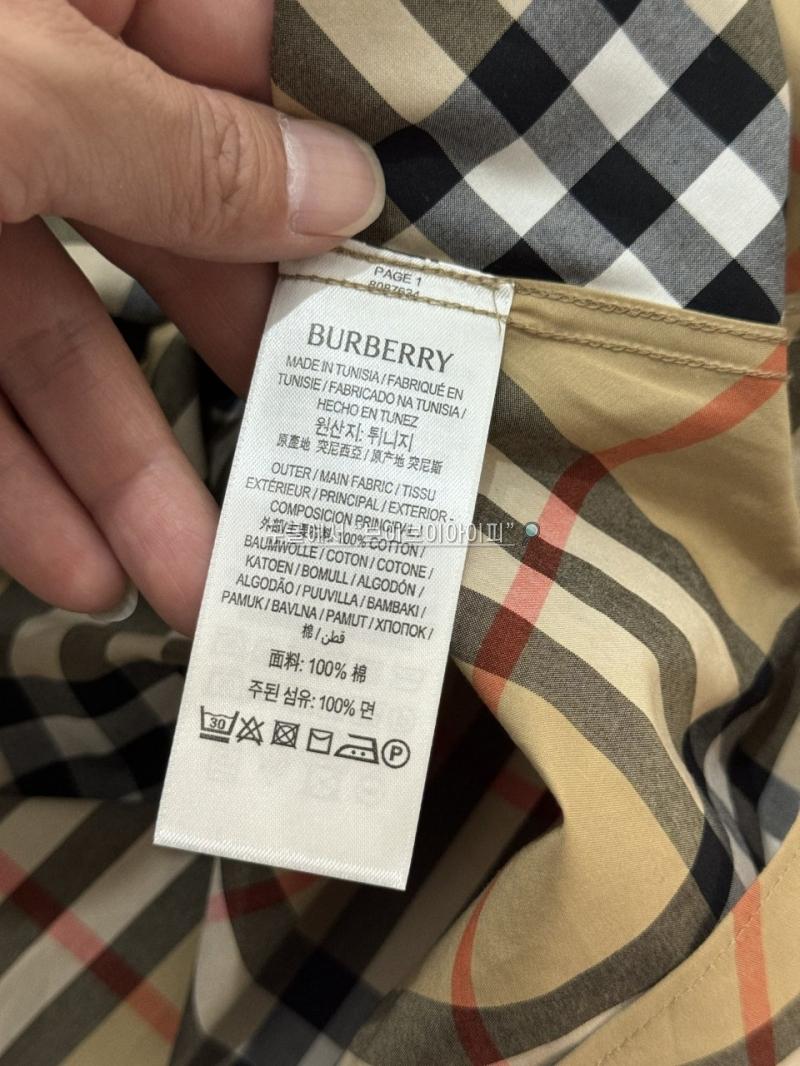 PAGE 1
8087624
BURBERRY
MADE IN TUNISIA / FABRIQUÉ EN
TUNISIE / FABRICADO NA TUNISIA /
HECHO EN TUNEZ
원산지: 튀니지
原產地 突尼西亞 / 原产地 突尼斯
OUTER / MAIN FABRIC / TISSU
EXTÉRIEUR / PRINCIPAL / EXTERIOR -
COMPOSICION
100% COTTON /
BAUMWOLLE / COTON / COTONE /
KATOEN / BOMULL / ALGODÓN /
ALGODÃO / PUUVILLA / BAMBAKI /
PAMUK / BAVLNA / PAMUT / ХЛОПОК /
棉 / قطن
面料: 100% 棉
주된 섬유: 100% 면
30 P